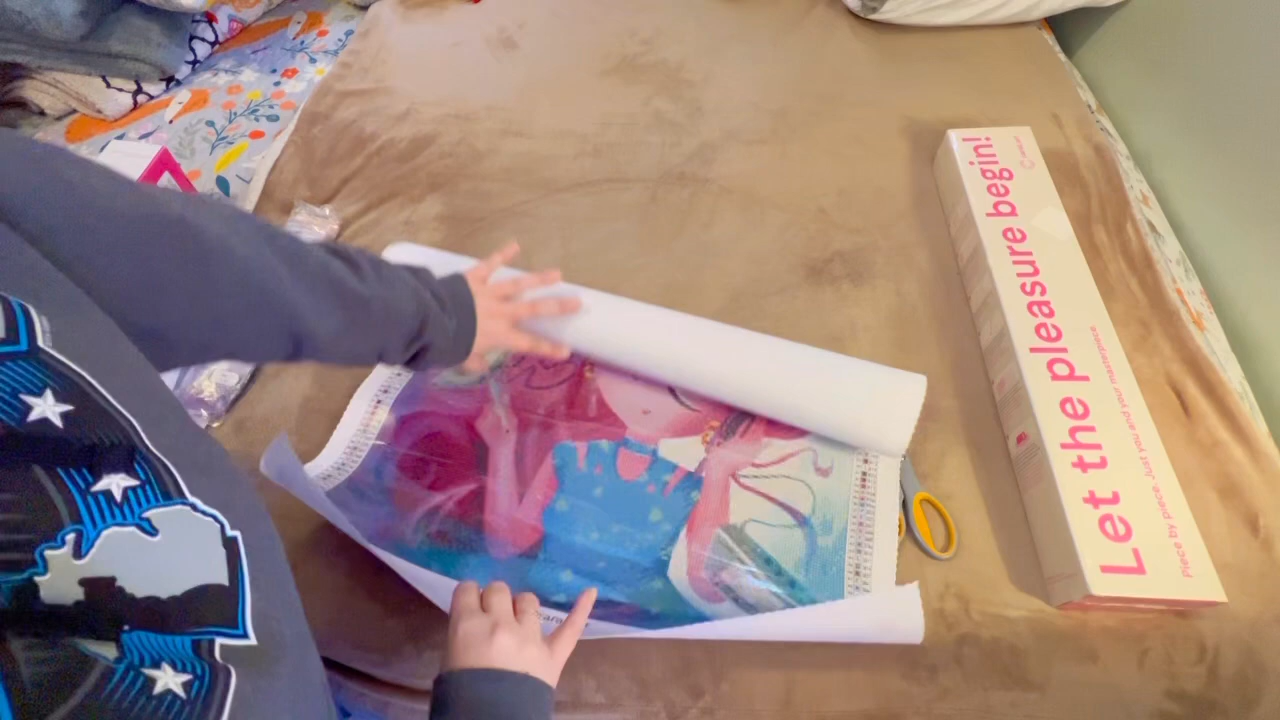 Let the pleasure begin!
Piece by piece. Just you and your masterpiece.